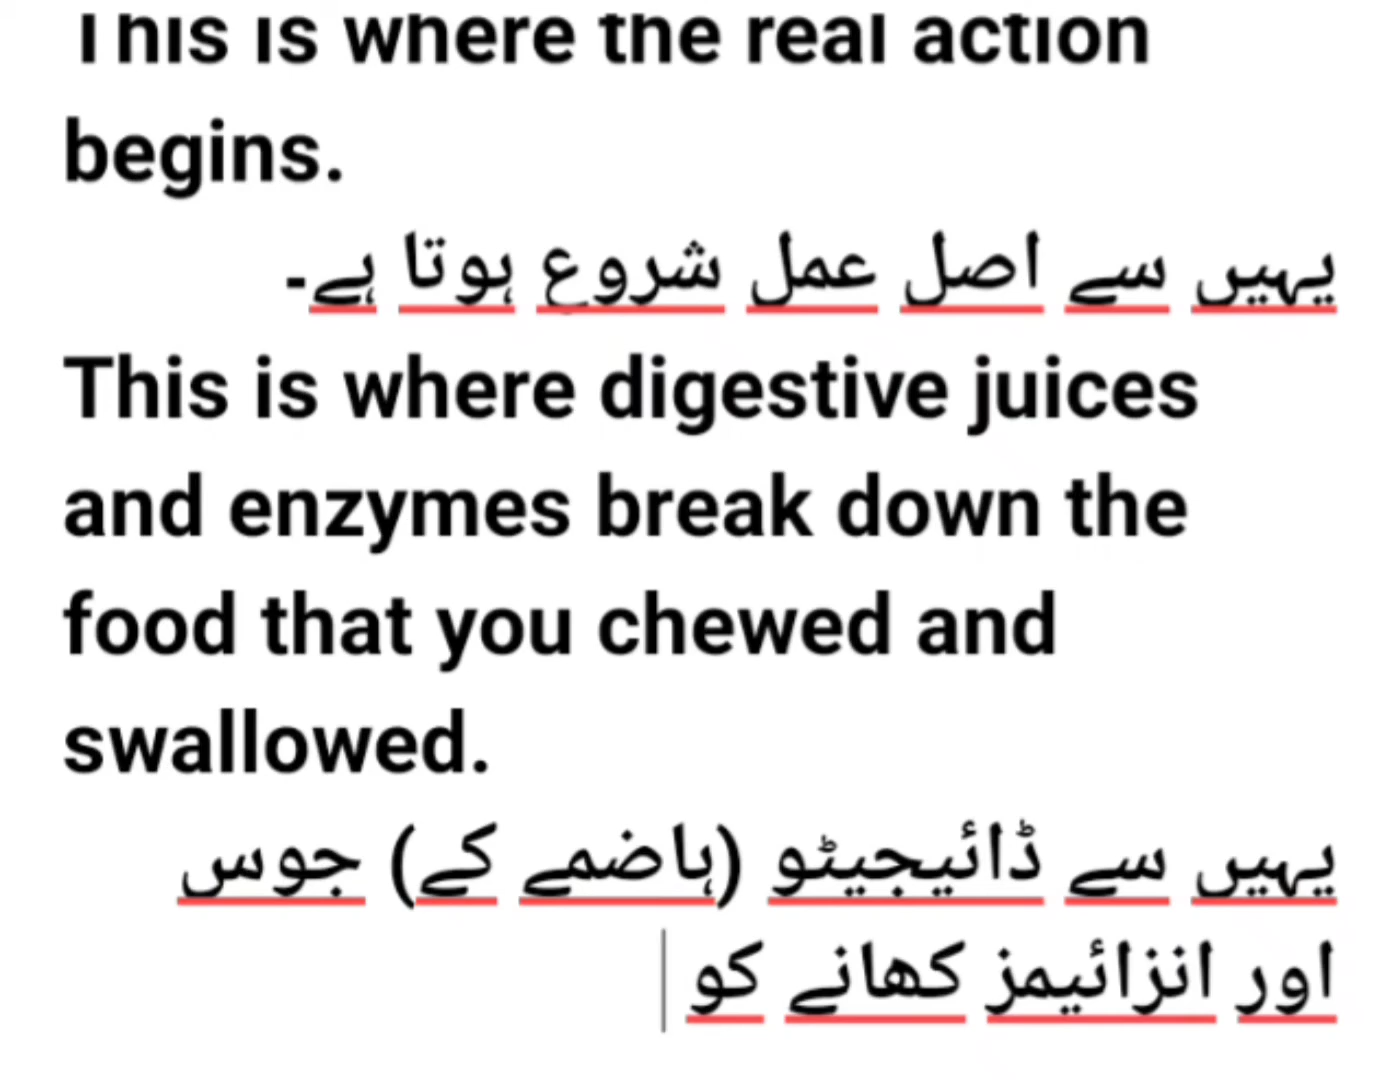 This is where the real action
begins.
یہیں سے اصل عمل شروع ہوتا ہے۔
This is where digestive juices
and enzymes break down the
food that you chewed and
swallowed.
یہیں سے ڈائیجیٹو (ہاضمے کے) جوس
اور انزائیمز کھانے کو